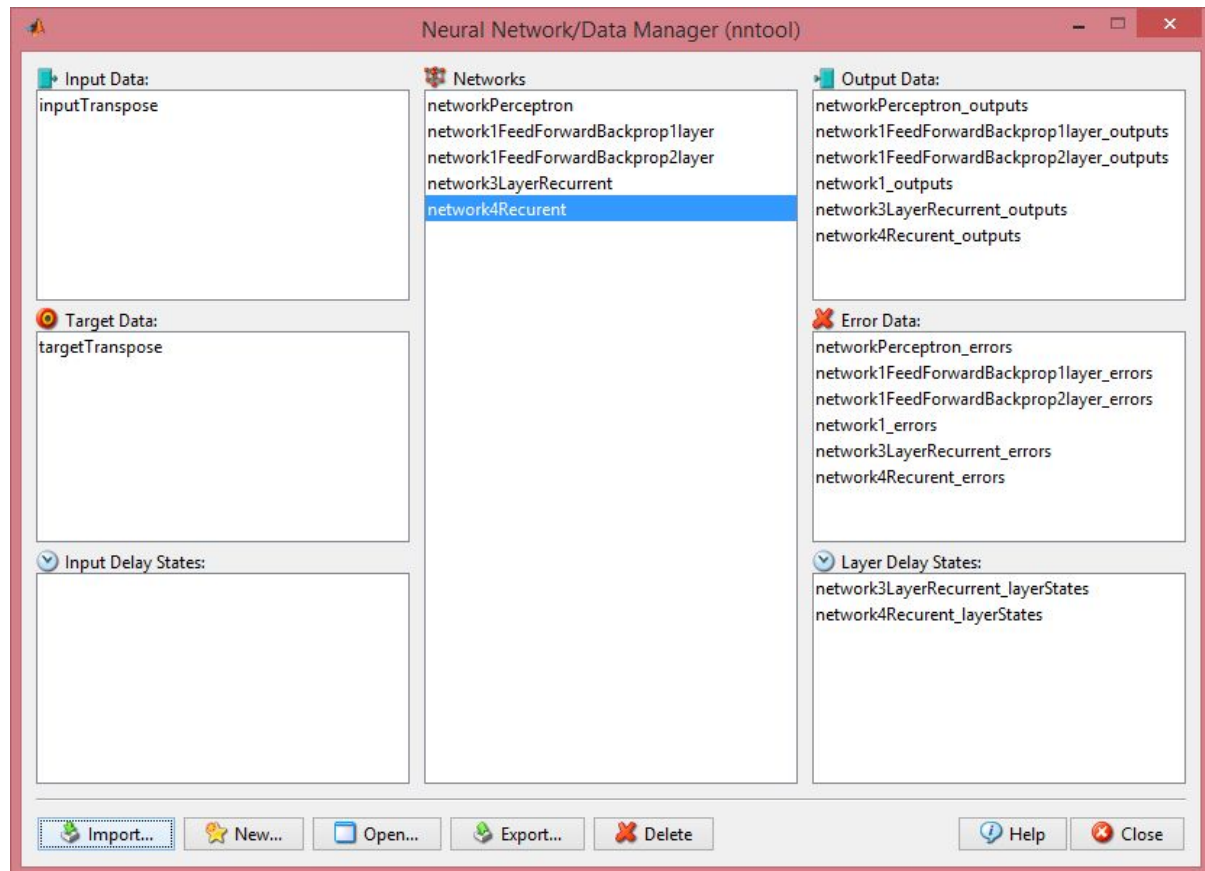 Neural Network/Data Manager (nntool)
Input Data:
inputTranspose
Target Data:
targetTranspose
Input Delay States:
Networks
networkPerceptron
network1FeedForwardBackprop1layer
network1FeedForwardBackprop2layer
network3LayerRecurrent
network4Recurent
Output Data:
networkPerceptron_outputs
network1FeedForwardBackprop1layer_outputs
network1FeedForwardBackprop2layer_outputs
network1_outputs
network3LayerRecurrent_outputs
network4Recurent_outputs
Error Data:
networkPerceptron_errors
network1FeedForwardBackprop1layer_errors
network1FeedForwardBackprop2layer_errors
network1_errors
network3LayerRecurrent_errors
network4Recurent_errors
Layer Delay States:
network3LayerRecurrent_layerStates
network4Recurent_layerStates
Import... New... Open... Export... Delete Help Close